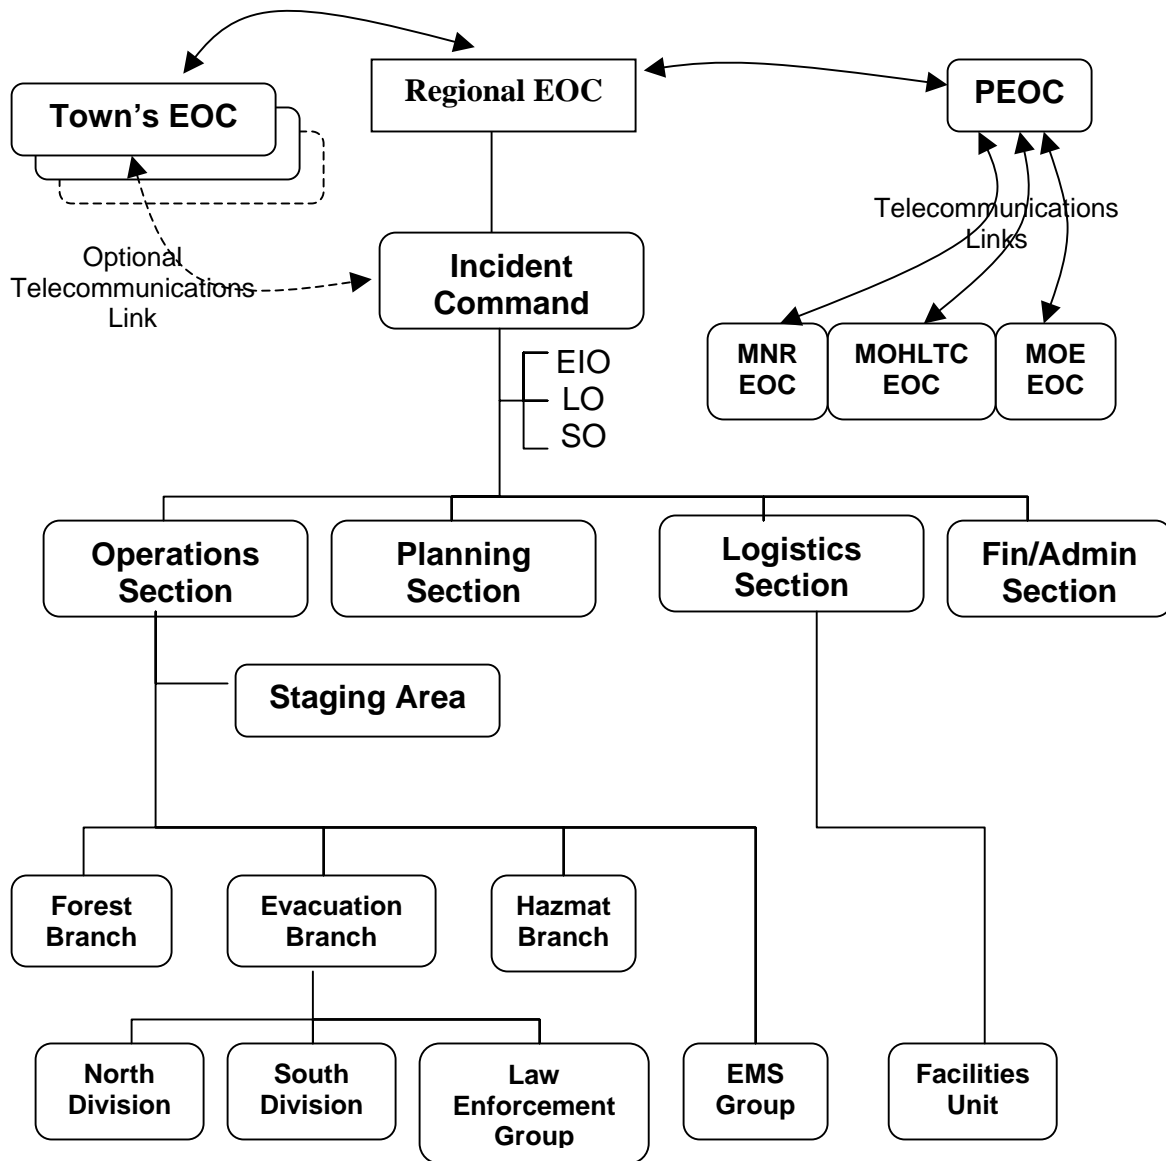 Regional EOC
Town’s EOC
PEOC
Telecommunications
Links
Optional
Telecommunications
Link
Incident
Command
MNR
EOC
MOHLTC
EOC
MOE
EOC
EIO
LO
SO
Operations
Section
Planning
Section
Logistics
Section
Fin/Admin
Section
Staging Area
Forest
Branch
Evacuation
Branch
Hazmat
Branch
North
Division
South
Division
Law
Enforcement
Group
EMS
Group
Facilities
Unit